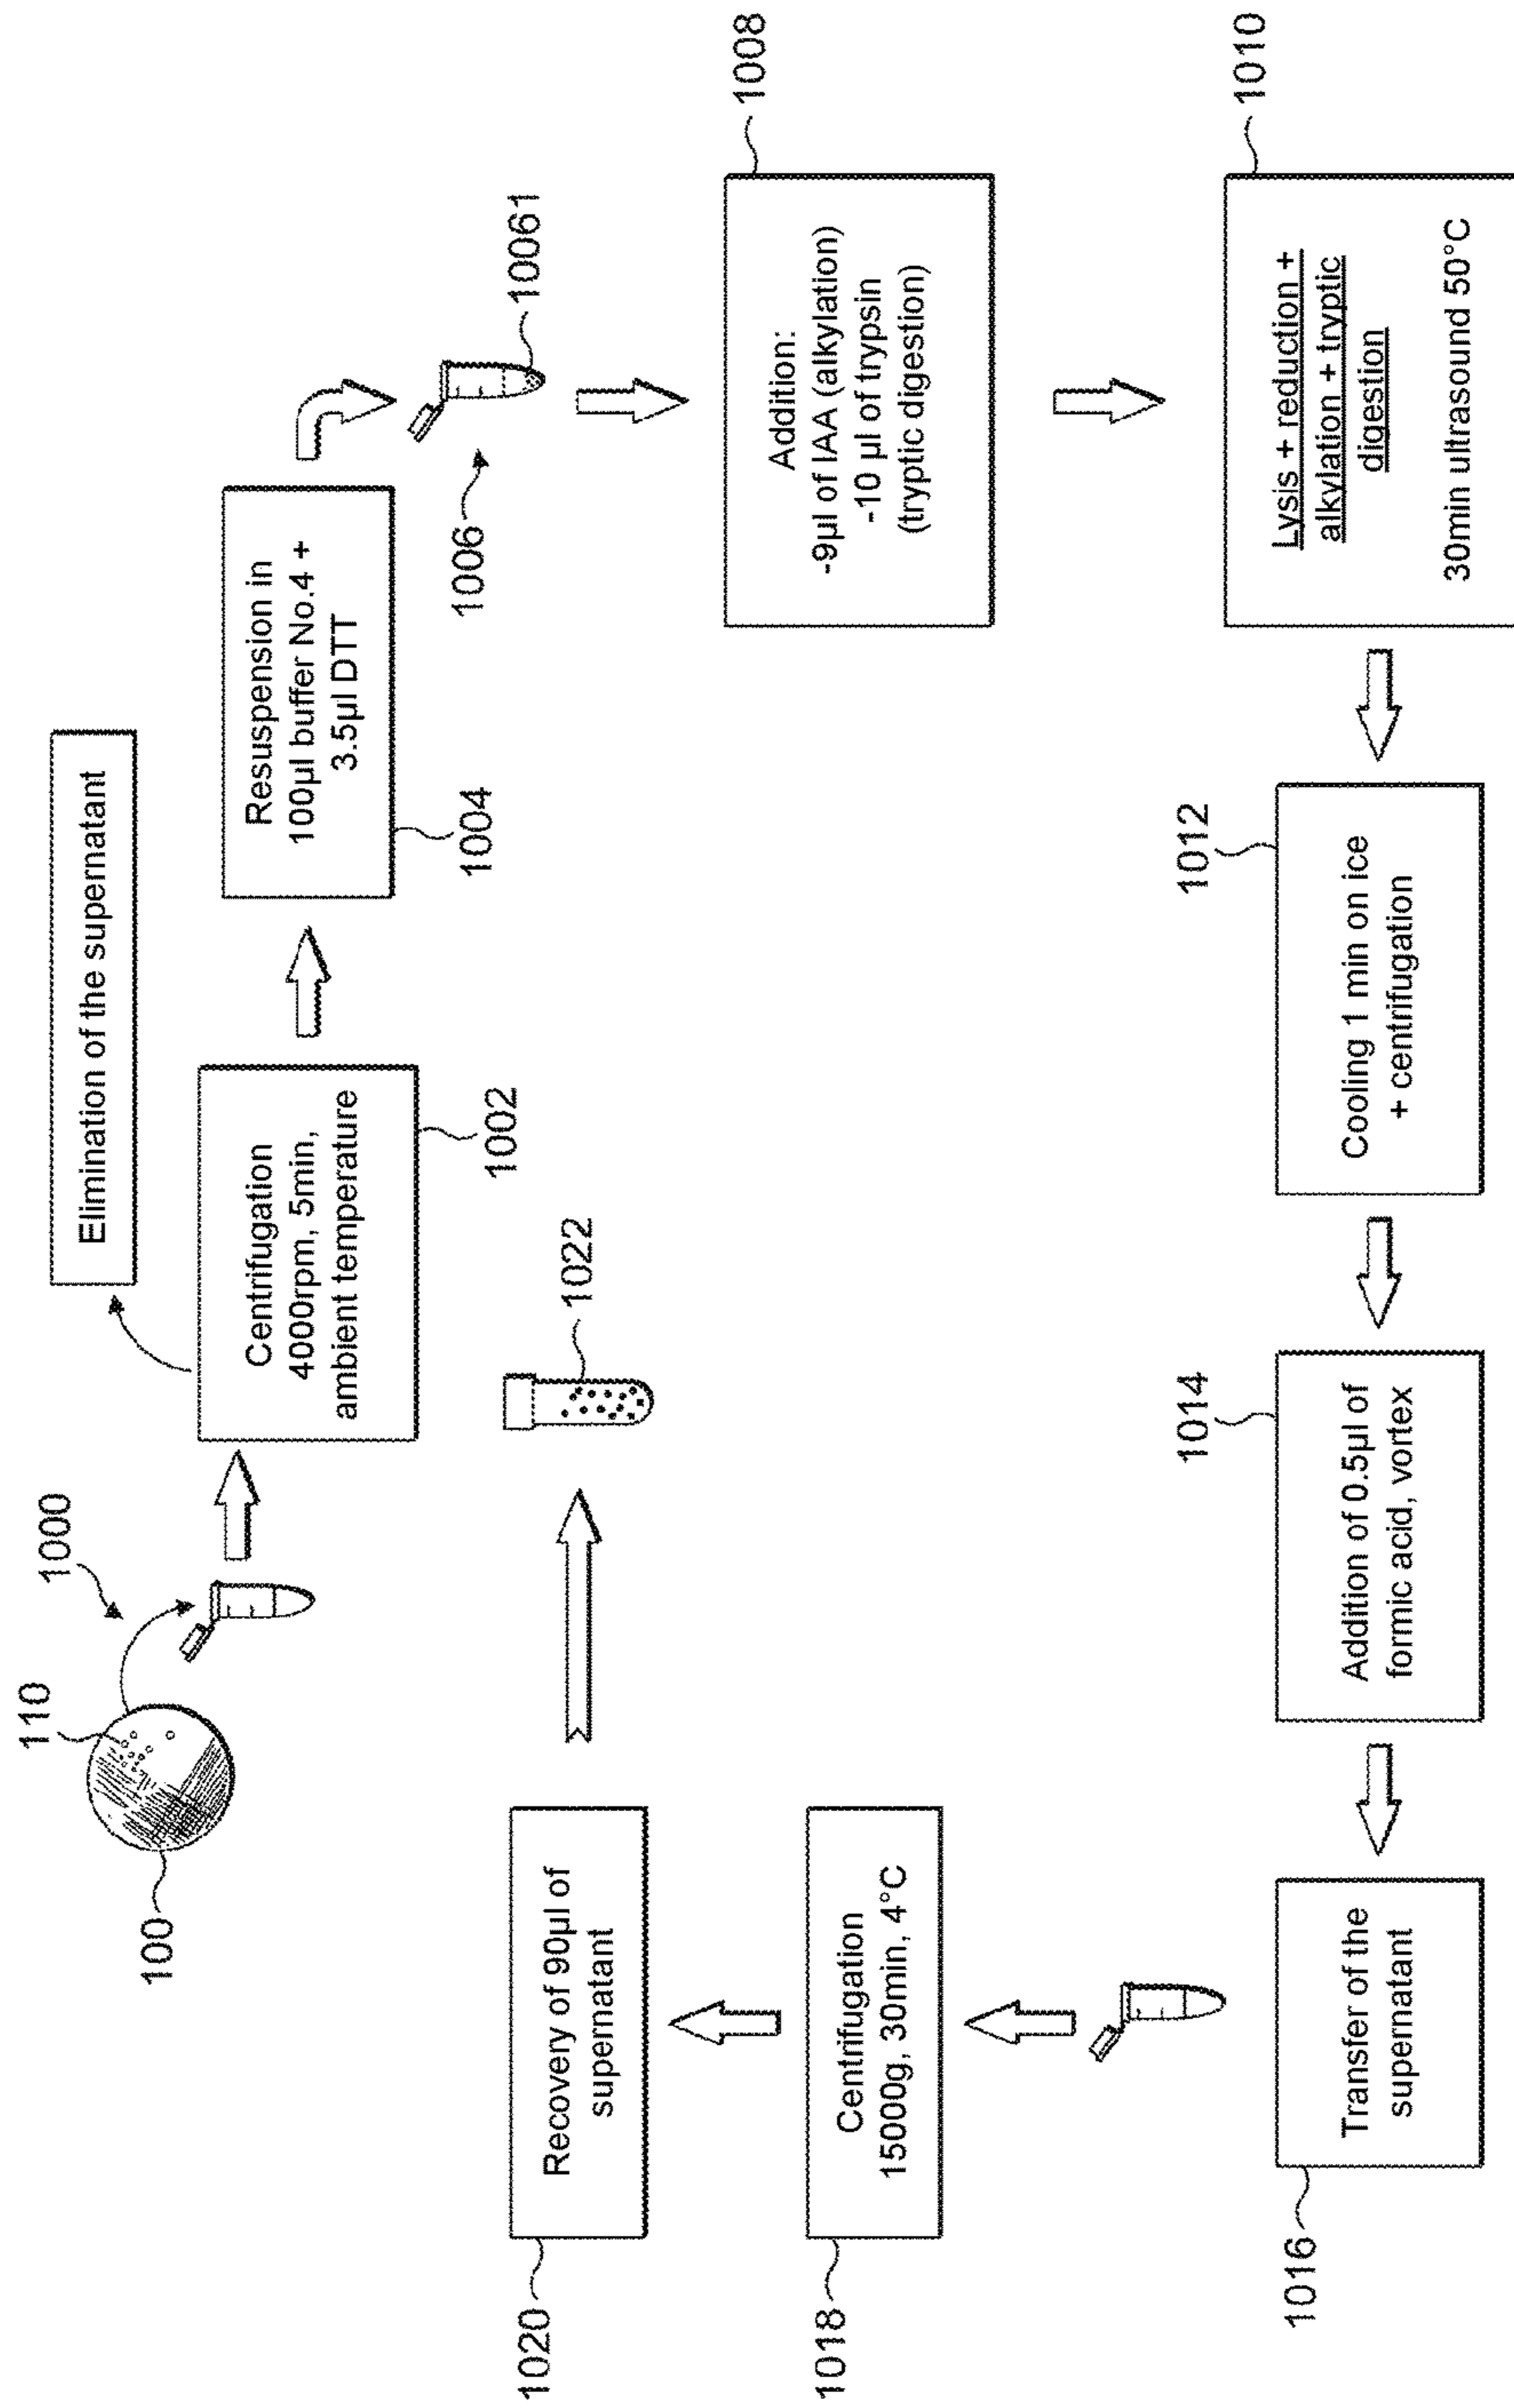 100
110
1000
Centrifugation
4000rpm, 5min,
ambient temperature
1002
Elimination of the supernatant
Resuspension in
100µl buffer No.4 +
3.5µl DTT
1004
1006
10061
Addition:
-9µl of IAA (alkylation)
-10 µl of trypsin
(tryptic digestion)
1008
Lysis + reduction +
alkylation + tryptic
digestion
30min ultrasound 50°C
1010
Cooling 1 min on ice
+ centrifugation
1012
Addition of 0.5µl of
formic acid, vortex
1014
Transfer of the
supernatant
1016
Centrifugation
15000g, 30min, 4°C
1018
Recovery of 90µl of
supernatant
1020
1022